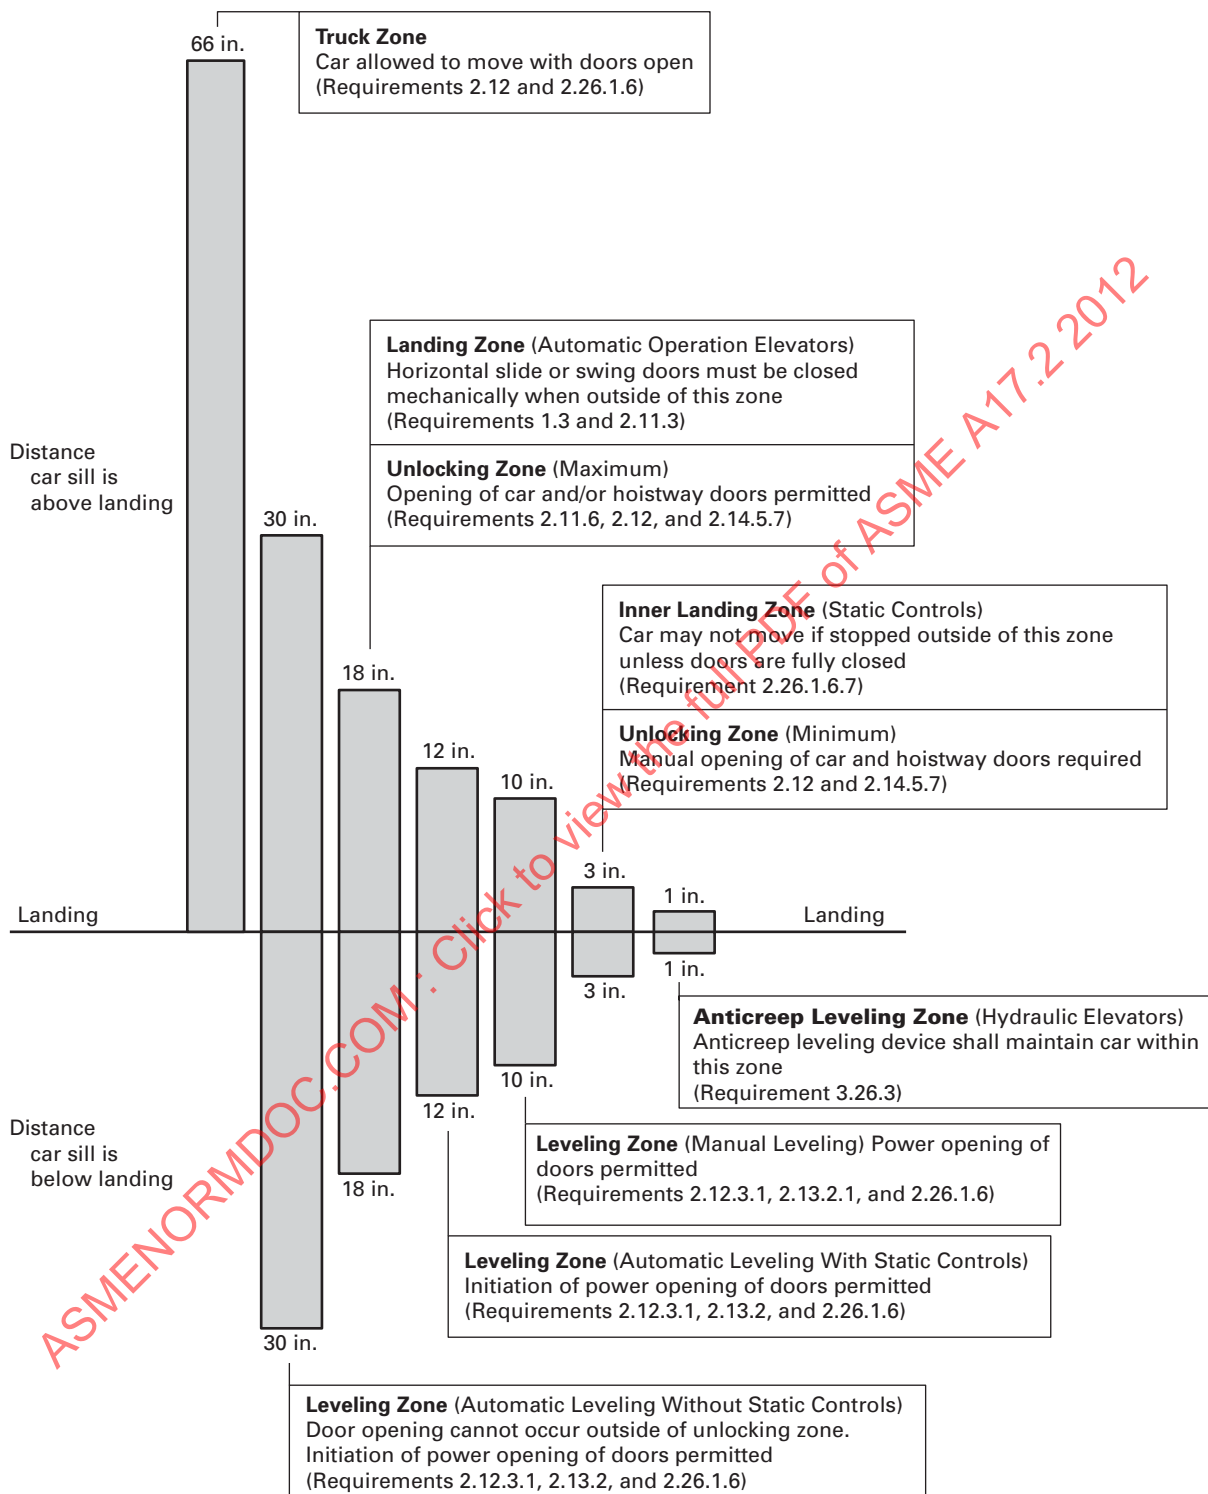 66 in.
Truck Zone
Car allowed to move with doors open
(Requirements 2.12 and 2.26.1.6)
Landing Zone (Automatic Operation Elevators)
Horizontal slide or swing doors must be closed
mechanically when outside of this zone
(Requirements 1.3 and 2.11.3)
Unlocking Zone (Maximum)
Opening of car and/or hoistway doors permitted
(Requirements 2.11.6, 2.12, and 2.14.5.7)
Distance
car sill is
above landing
30 in.
Inner Landing Zone (Static Controls)
Car may not move if stopped outside of this zone
unless doors are fully closed
(Requirement 2.26.1.6.7)
Unlocking Zone (Minimum)
Manual opening of car and hoistway doors required
(Requirements 2.12 and 2.14.5.7)
18 in.
12 in.
10 in.
3 in.
1 in.
Landing
Landing
1 in.
3 in.
10 in.
12 in.
18 in.
30 in.
Anticreep Leveling Zone (Hydraulic Elevators)
Anticreep leveling device shall maintain car within
this zone
(Requirement 3.26.3)
Distance
car sill is
below landing
Leveling Zone (Manual Leveling) Power opening of
doors permitted
(Requirements 2.12.3.1, 2.13.2.1, and 2.26.1.6)
Leveling Zone (Automatic Leveling With Static Controls)
Initiation of power opening of doors permitted
(Requirements 2.12.3.1, 2.13.2, and 2.26.1.6)
Leveling Zone (Automatic Leveling Without Static Controls)
Door opening cannot occur outside of unlocking zone.
Initiation of power opening of doors permitted
(Requirements 2.12.3.1, 2.13.2, and 2.26.1.6)
ASMENORMDOC.COM : Click to view the full PDF of ASME A17.2 2012